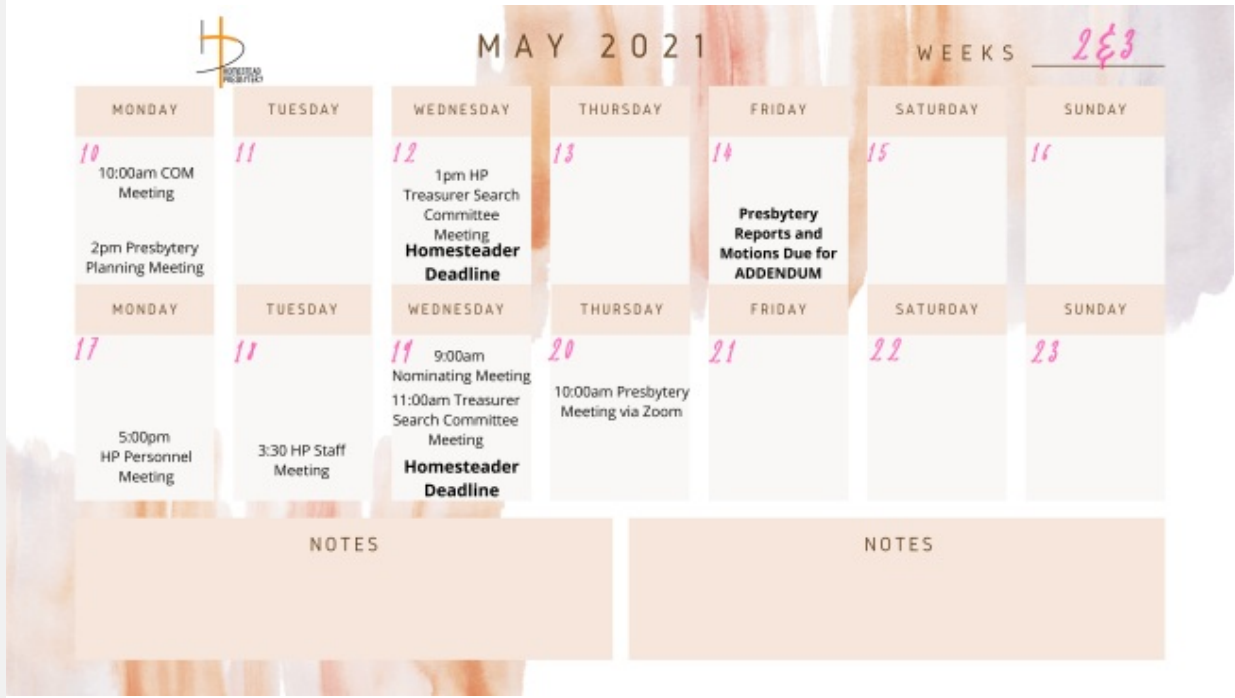 HOMESTEAD
PRESBYTERY
MAY 2021
WEEKS 2&3
MONDAY TUESDAY WEDNESDAY THURSDAY FRIDAY SATURDAY SUNDAY
10
10:00am COM
Meeting
2pm Presbytery
Planning Meeting
11
12
1pm HP
Treasurer Search
Committee
Meeting
Homesteader
Deadline
13
14
Presbytery
Reports and
Motions Due for
ADDENDUM
15
16
MONDAY TUESDAY WEDNESDAY THURSDAY FRIDAY SATURDAY SUNDAY
17
5:00pm
HP Personnel
Meeting
18
3:30 HP Staff
Meeting
19 9:00am
Nominating Meeting
11:00am Treasurer
Search Committee
Meeting
Homesteader
Deadline
20
10:00am Presbytery
Meeting via Zoom
21
22
23
NOTES NOTES